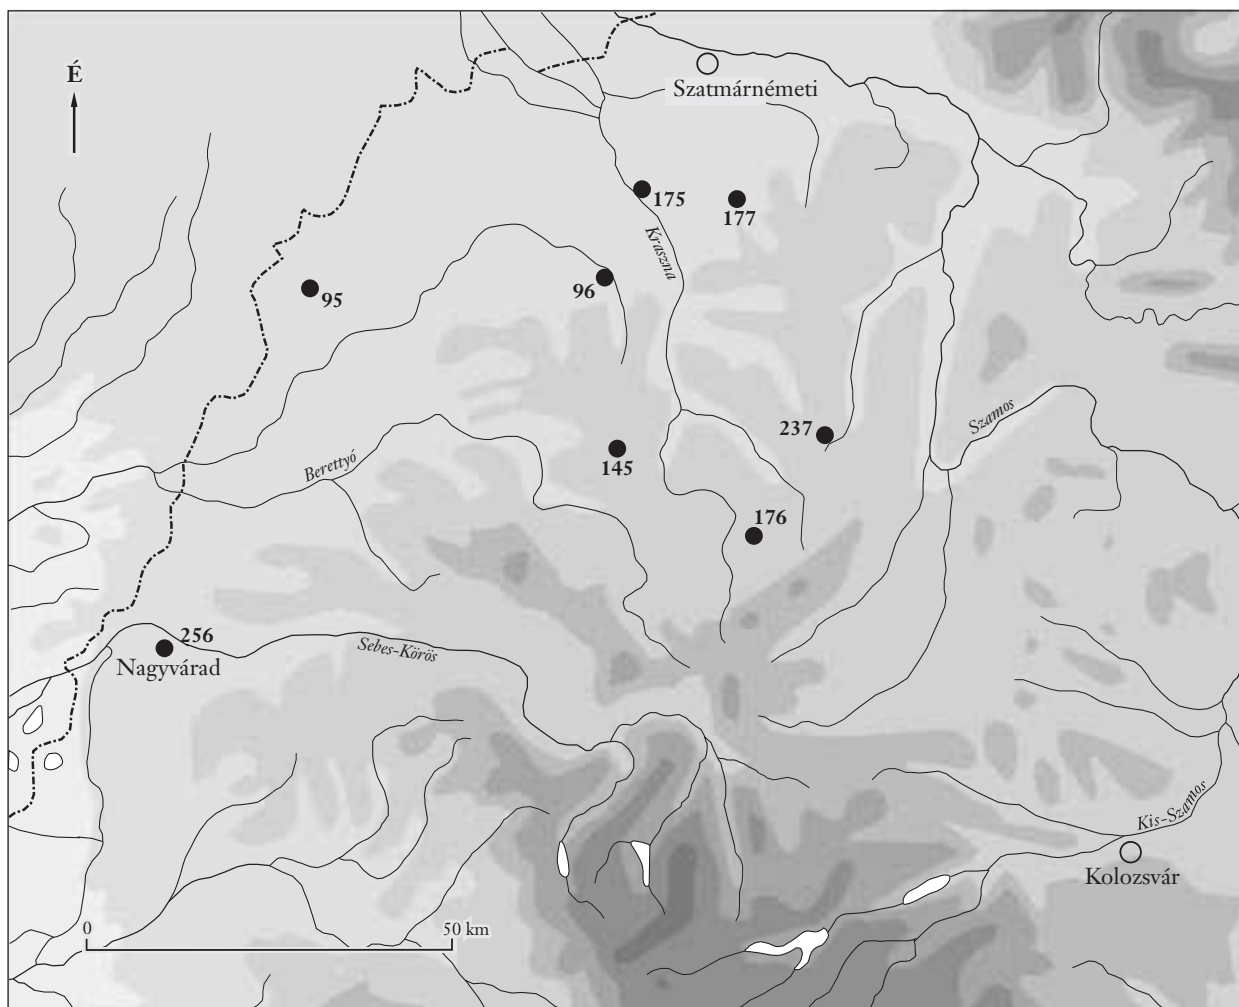 É
Szatmárnémeti
175
177
Kraszna
96
95
Szamos
237
Berettyó
145
176
256
Nagyvárad
Sebes-Körös
Kis-Szamos
Kolozsvár
0
50 km